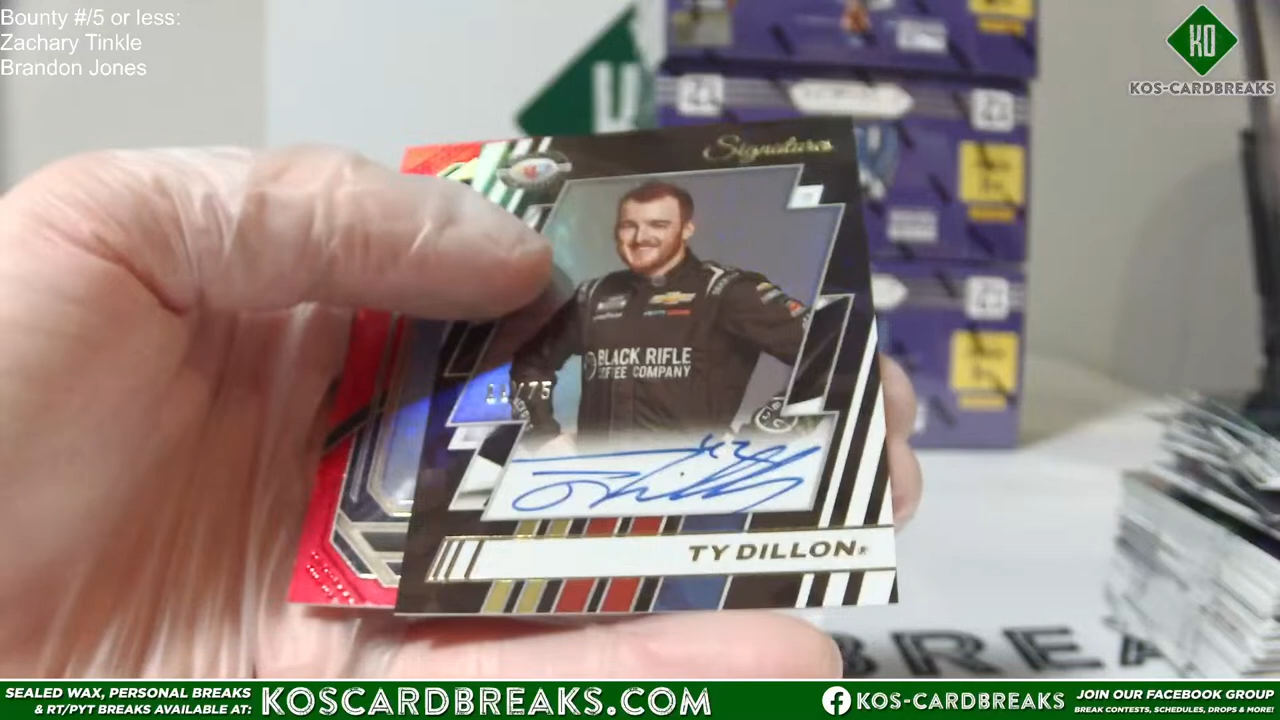 Bounty #/5 or less:
Zachary Tinkle
Brandon Jones
KO
KOS-CARDBREAKS
Signatures
BLACK RIFLE
COFFEE COMPANY
/75
42
TY DILLON
BREA
SEALED WAX, PERSONAL BREAKS
& RT/PYT BREAKS AVAILABLE AT:
KOSCARDBREAKS.COM
KOS-CARDBREAKS
JOIN OUR FACEBOOK GROUP
BREAK CONTESTS, SCHEDULES, DROPS & MORE!